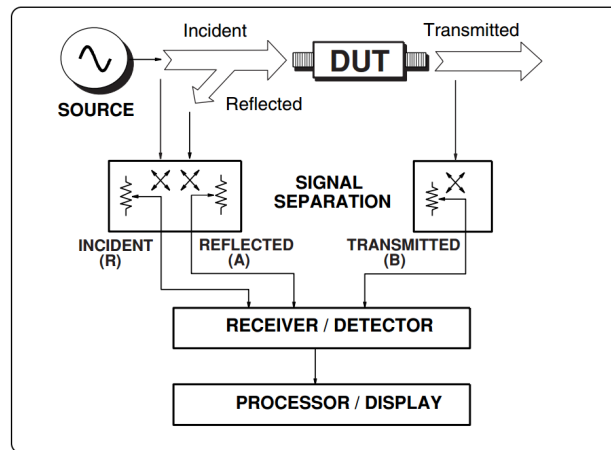 Incident
Transmitted
DUT
SOURCE
Reflected
SIGNAL
SEPARATION
INCIDENT
(R)
REFLECTED
(A)
TRANSMITTED
(B)
RECEIVER / DETECTOR
PROCESSOR / DISPLAY